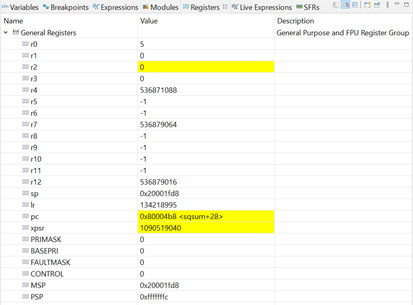 Variables Breakpoints Expressions Modules Registers Live Expressions SFRs
Name Value Description
General Registers General Purpose and FPU Register Group
r0 5
r1 0
r2 0
r3 0
r4 536871088
r5 -1
r6 -1
r7 536879064
r8 -1
r9 -1
r10 -1
r11 -1
r12 536879016
sp 0x20001fd8
lr 134218995
pc 0x80004b8 <sqsum+28>
xpsr 1090519040
PRIMASK 0
BASEPRI 0
FAULTMASK 0
CONTROL 0
MSP 0x20001fd8
PSP 0xfffffffc